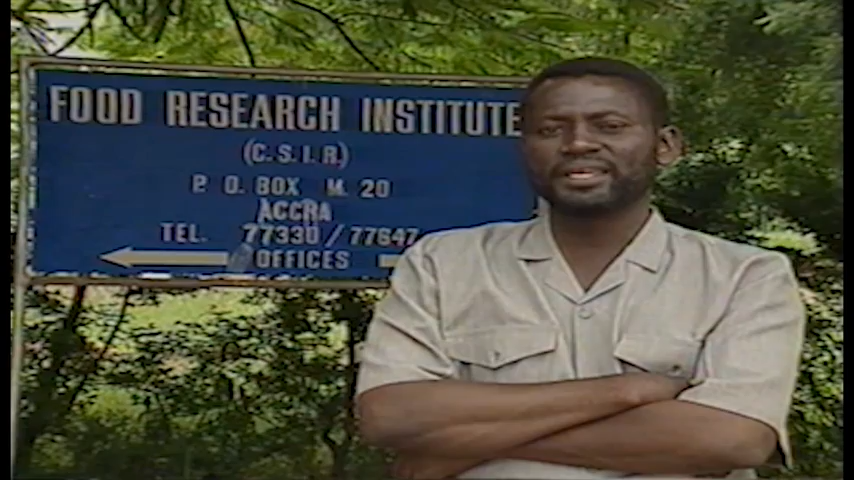 FOOD RESEARCH INSTITUTE
(C.S.I.R.)
P. O. BOX M. 20
ACCRA
TEL. 77330/77647
OFFICES